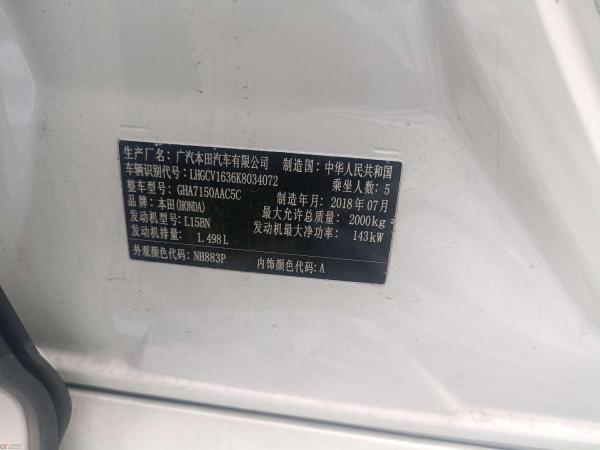 生产厂名：广汽本田汽车有限公司 制造国：中华人民共和国
车辆识别代号：LHGCV1636K8034072 乘坐人数：5
整车型号：GHA7150AAC5C 制造年月：2018年07月
品牌：本田(HONDA) 最大允许总质量：2000kg
发动机型号：L15BN 发动机最大净功率：143kW
发动机排量：1.498L
外观颜色代码：NH883P 内饰颜色代码：A